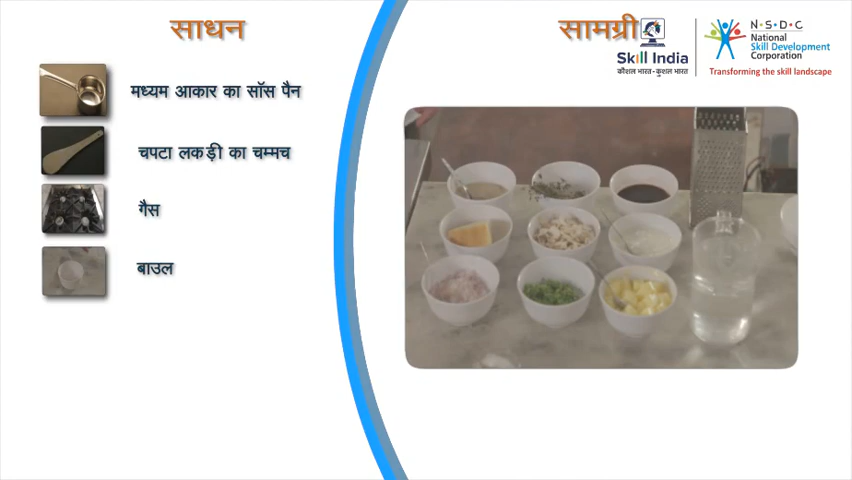 साधन
मध्यम आकार का सॉस पैन
चपटा लकड़ी का चम्मच
गैस
बाउल
सामग्री
Skill India
कौशल भारत-कुशल भारत
N·S·D·C
National
Skill Development
Corporation
Transforming the skill landscape